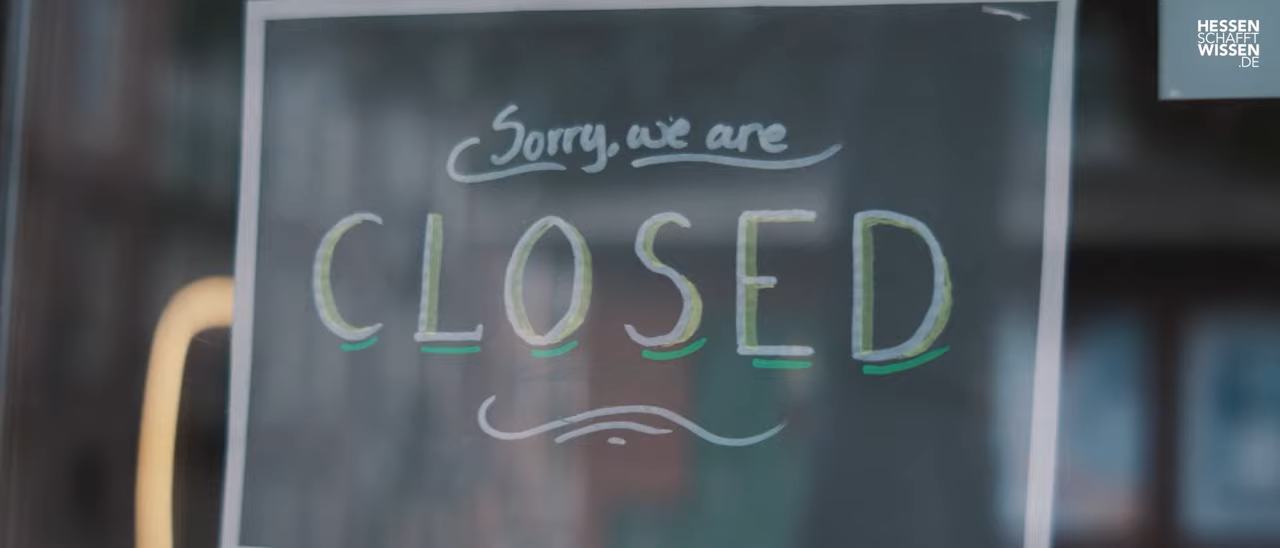 Sorry, we are
CLOSED
HESSEN
SCHAFFT
WISSEN
.DE